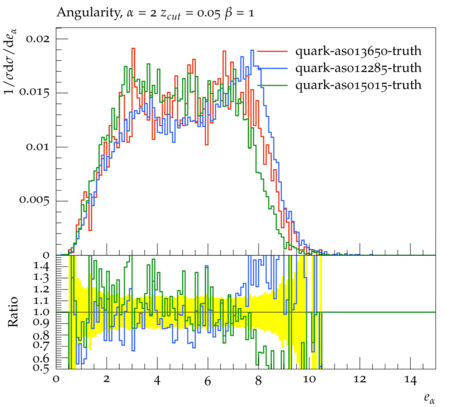 Angularity, α = 2 z_cut = 0.05 β = 1
1/σdσ/de_α
0.02
0.015
0.01
0.005
0
quark-as013650-truth
quark-as012285-truth
quark-as015015-truth
Ratio
1.4
1.3
1.2
1.1
1.0
0.9
0.8
0.7
0.6
0.5
0 2 4 6 8 10 12 14
e_α